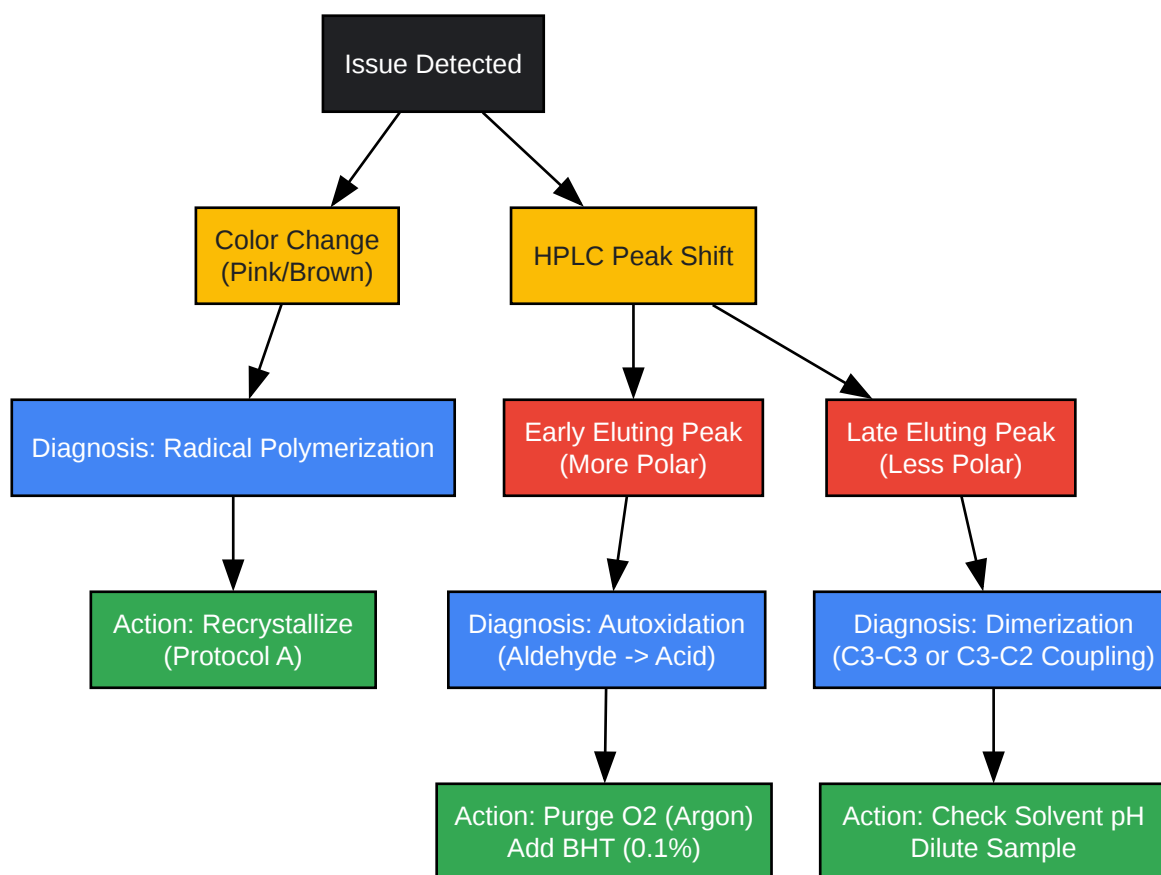 Issue Detected
Color Change
(Pink/Brown)
HPLC Peak Shift
Diagnosis: Radical Polymerization
Early Eluting Peak
(More Polar)
Late Eluting Peak
(Less Polar)
Action: Recrystallize
(Protocol A)
Diagnosis: Autoxidation
(Aldehyde -> Acid)
Diagnosis: Dimerization
(C3-C3 or C3-C2 Coupling)
Action: Purge O2 (Argon)
Add BHT (0.1%)
Action: Check Solvent pH
Dilute Sample